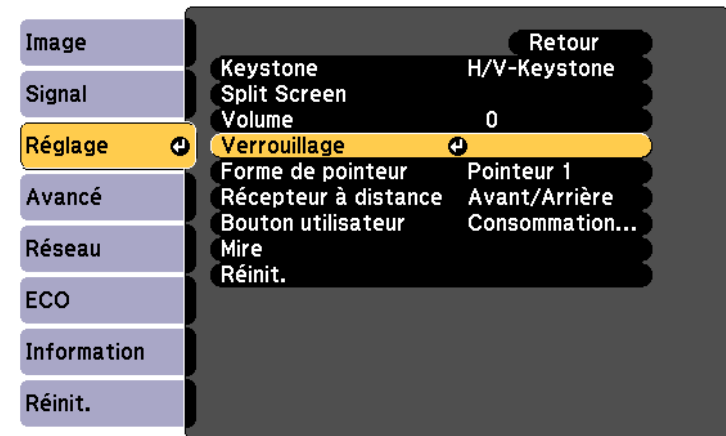 Image
Signal
Réglage
Avancé
Réseau
ECO
Information
Réinit.
Retour
Keystone H/V-Keystone
Split Screen
Volume 0
Verrouillage
Forme de pointeur Pointeur 1
Récepteur à distance Avant/Arrière
Bouton utilisateur Consommation...
Mire
Réinit.